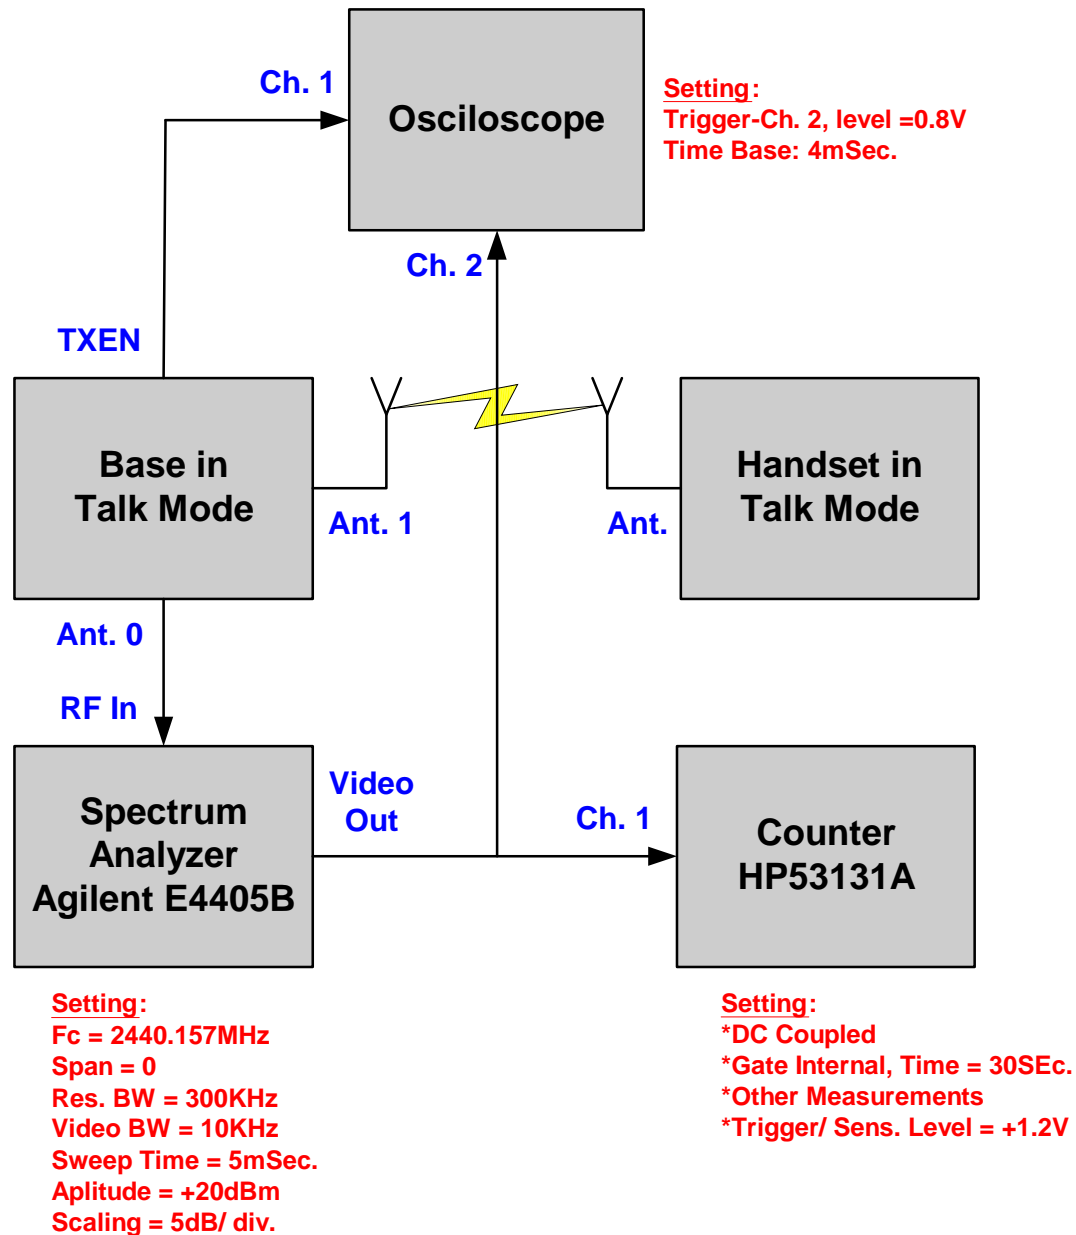 Ch. 1
Osciloscope
Setting:
Trigger-Ch. 2, level =0.8V
Time Base: 4mSec.
Ch. 2
TXEN
Base in
Talk Mode
Ant. 1
Handset in
Talk Mode
Ant.
Ant. 0
RF In
Spectrum
Analyzer
Agilent E4405B
Video
Out
Ch. 1
Counter
HP53131A
Setting:
Fc = 2440.157MHz
Span = 0
Res. BW = 300KHz
Video BW = 10KHz
Sweep Time = 5mSec.
Aplitude = +20dBm
Scaling = 5dB/ div.
Setting:
*DC Coupled
*Gate Internal, Time = 30SEc.
*Other Measurements
*Trigger/ Sens. Level = +1.2V